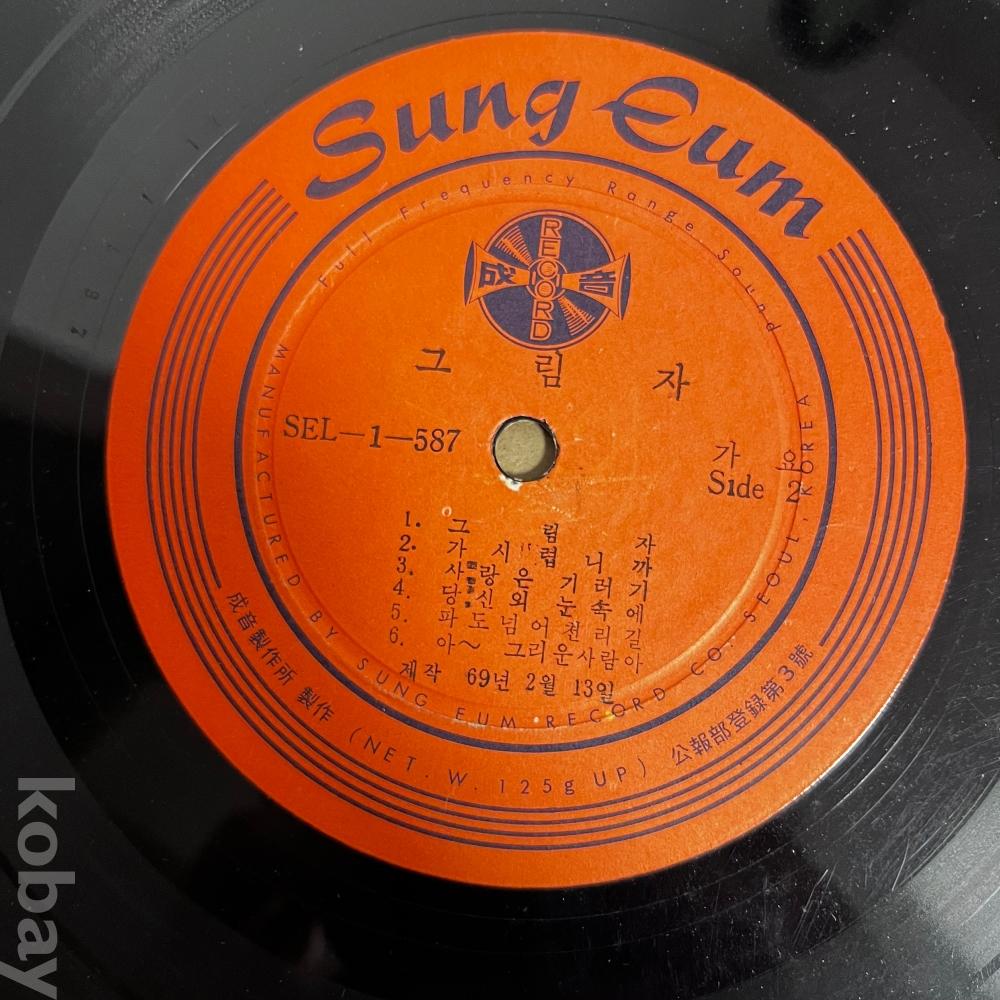 Sung Eum
Full Frequency Range Sound
RECORD
成音
그림자
SEL-1-587
가요
Side 2
1. 그림자
2. 가시렵니까
3. 사랑은 기러기
4. 당신의 눈속에
5. 파도넘어천리길
6. 아~ 그리운사람아
제작 69년 2월 13일
MANUFACTURED BY SUNG EUM RECORD CO. SEOUL. KOREA
成音製作所 製作 (NET. W. 125g UP) 公報部登録第3號
kobay